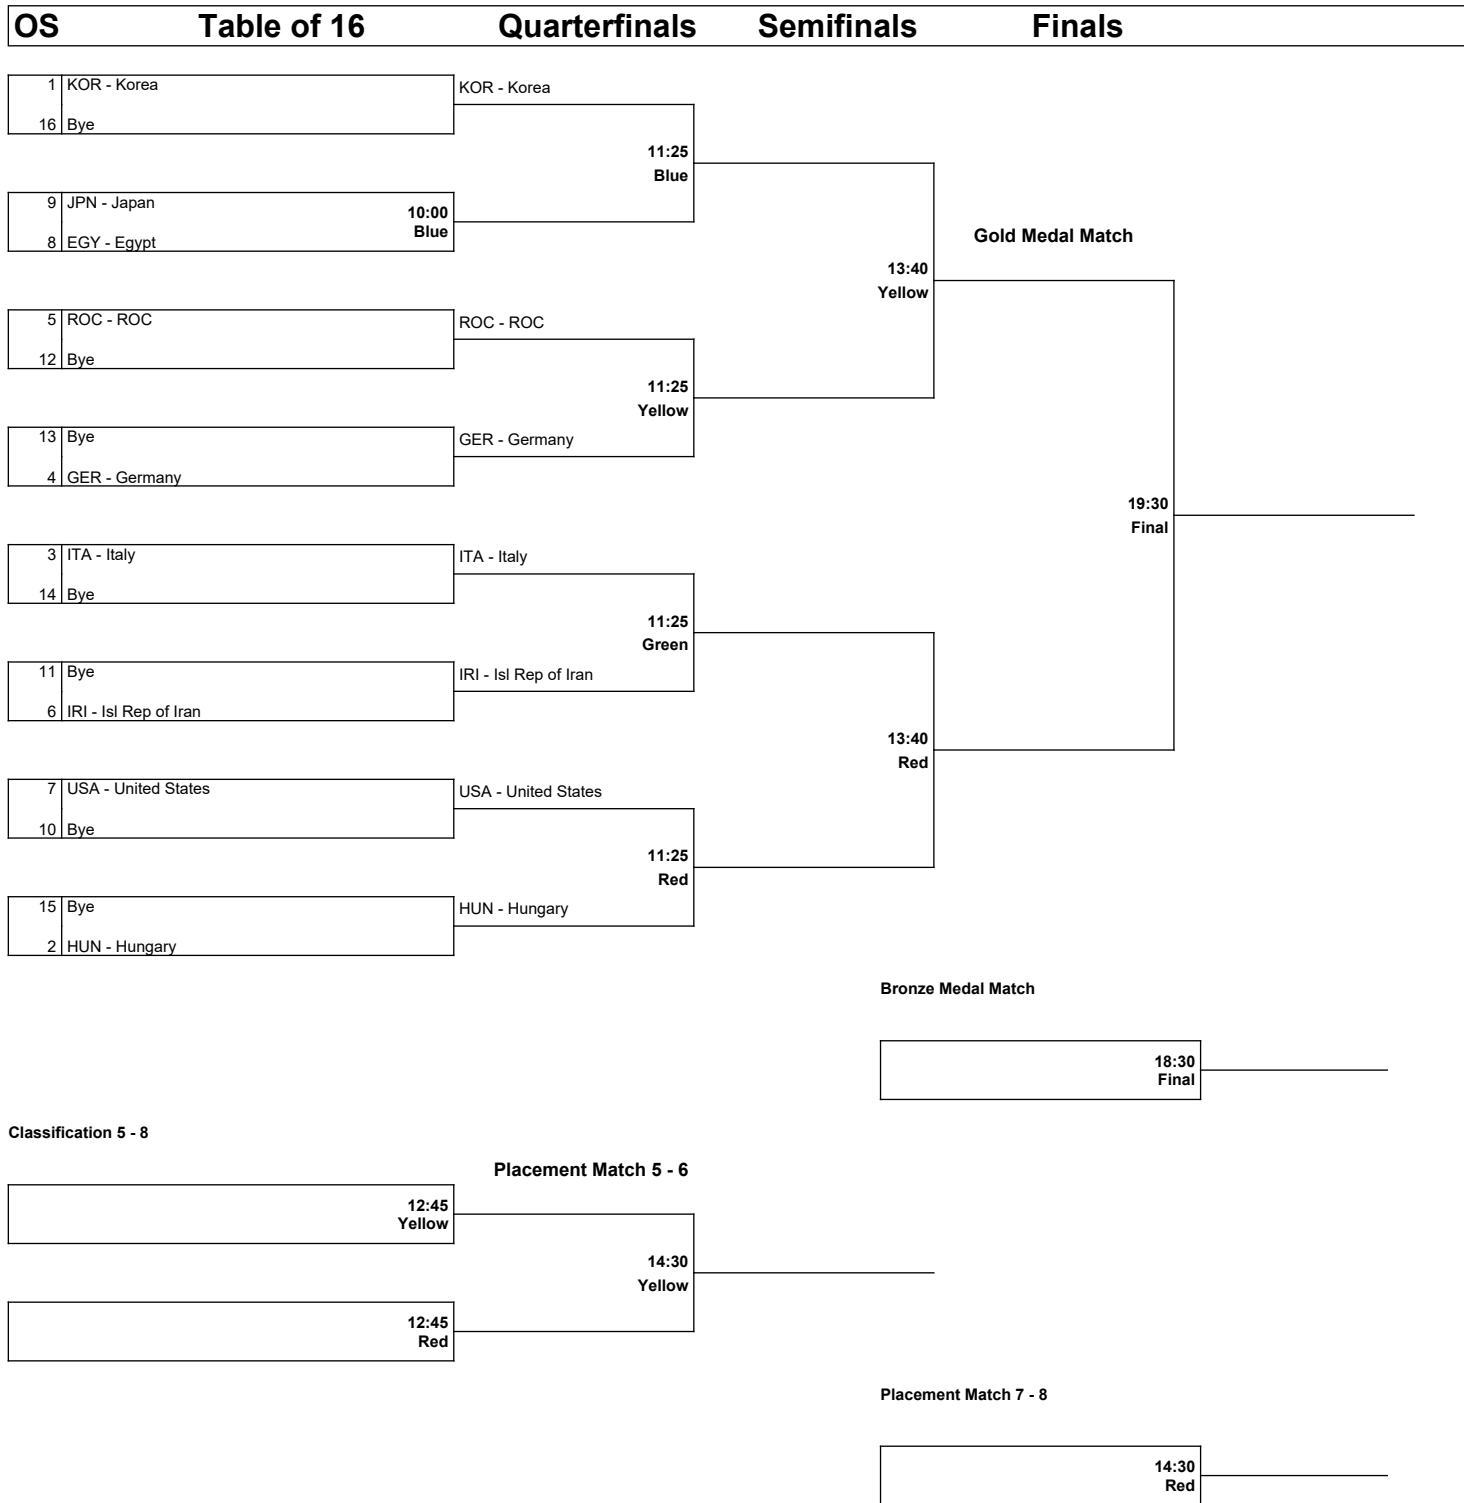 OS Table of 16 Quarterfinals Semifinals Finals
1 KOR - Korea
KOR - Korea
16 Bye
11:25
Blue
9 JPN - Japan
10:00
Blue
8 EGY - Egypt
Gold Medal Match
13:40
Yellow
5 ROC - ROC
ROC - ROC
12 Bye
11:25
Yellow
13 Bye
GER - Germany
4 GER - Germany
19:30
Final
3 ITA - Italy
ITA - Italy
14 Bye
11:25
Green
11 Bye
IRI - Isl Rep of Iran
6 IRI - Isl Rep of Iran
13:40
Red
7 USA - United States
USA - United States
10 Bye
11:25
Red
15 Bye
HUN - Hungary
2 HUN - Hungary
Bronze Medal Match
18:30
Final
Classification 5 - 8
Placement Match 5 - 6
12:45
Yellow
14:30
Yellow
12:45
Red
Placement Match 7 - 8
14:30
Red